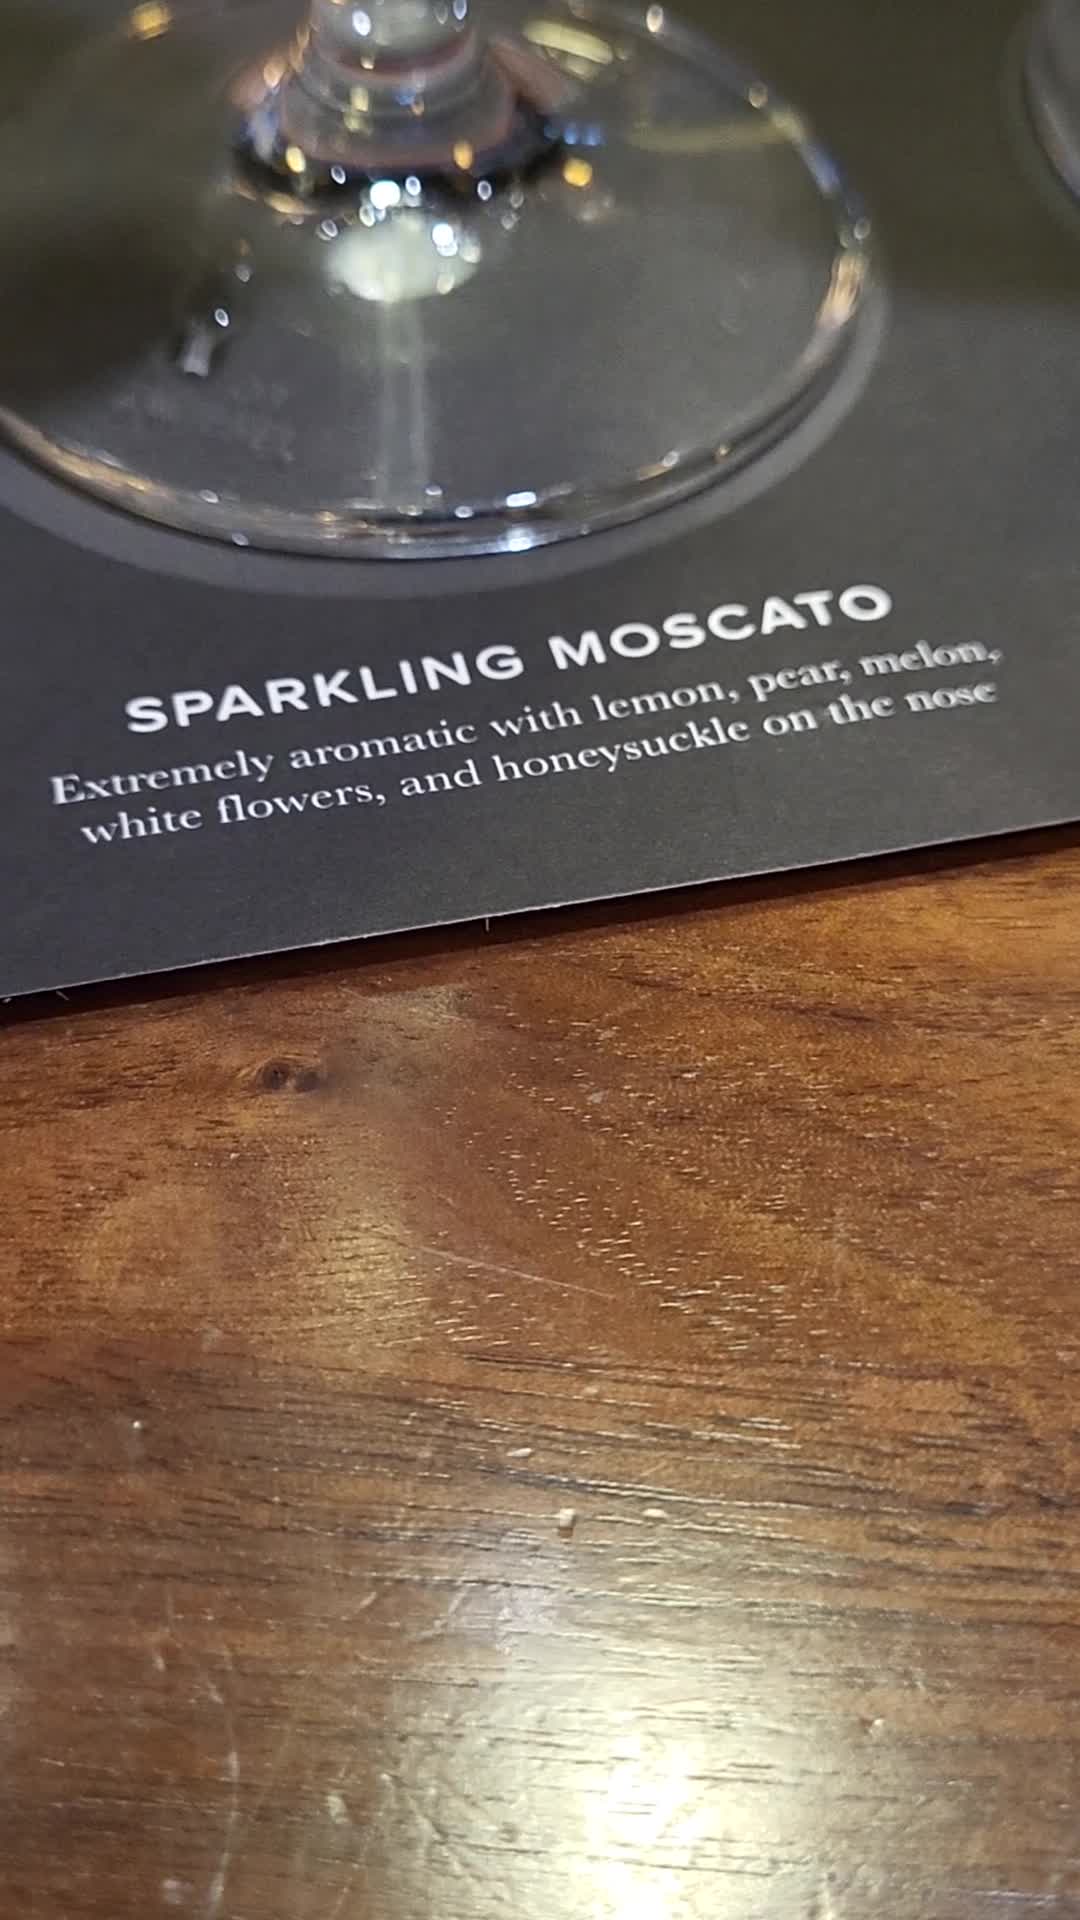 SPARKLING MOSCATO
Extremely aromatic with lemon, pear, melon,
white flowers, and honeysuckle on the nose